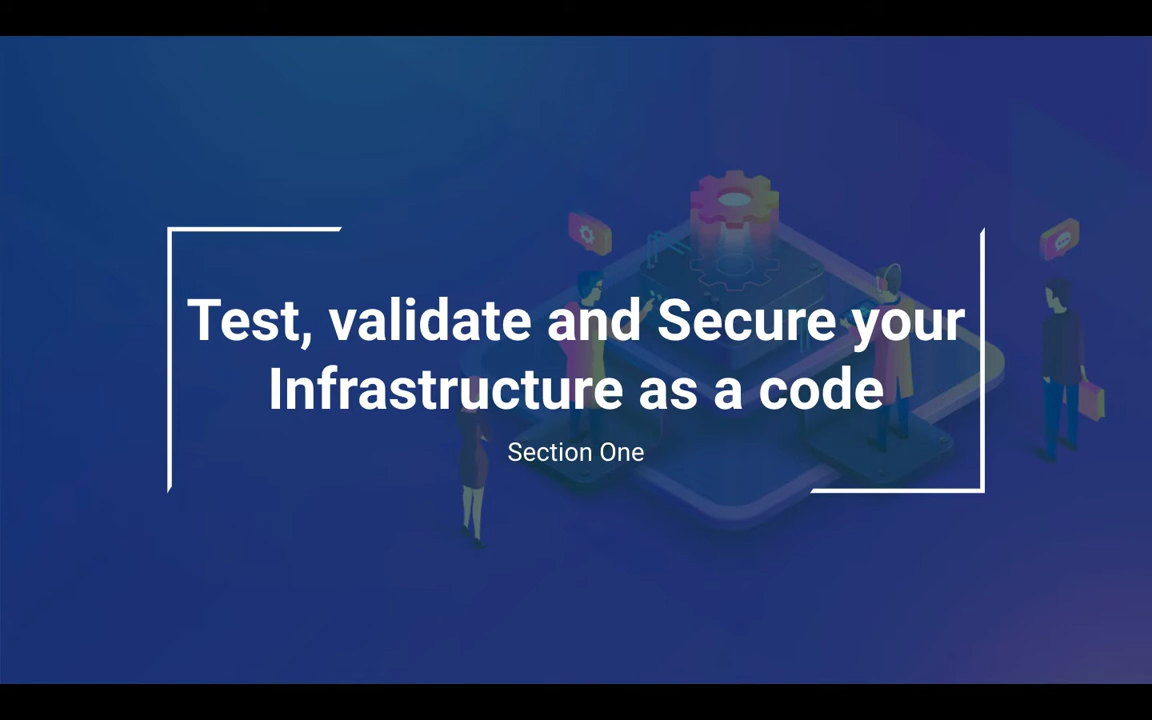 Test, validate and Secure your
Infrastructure as a code
Section One